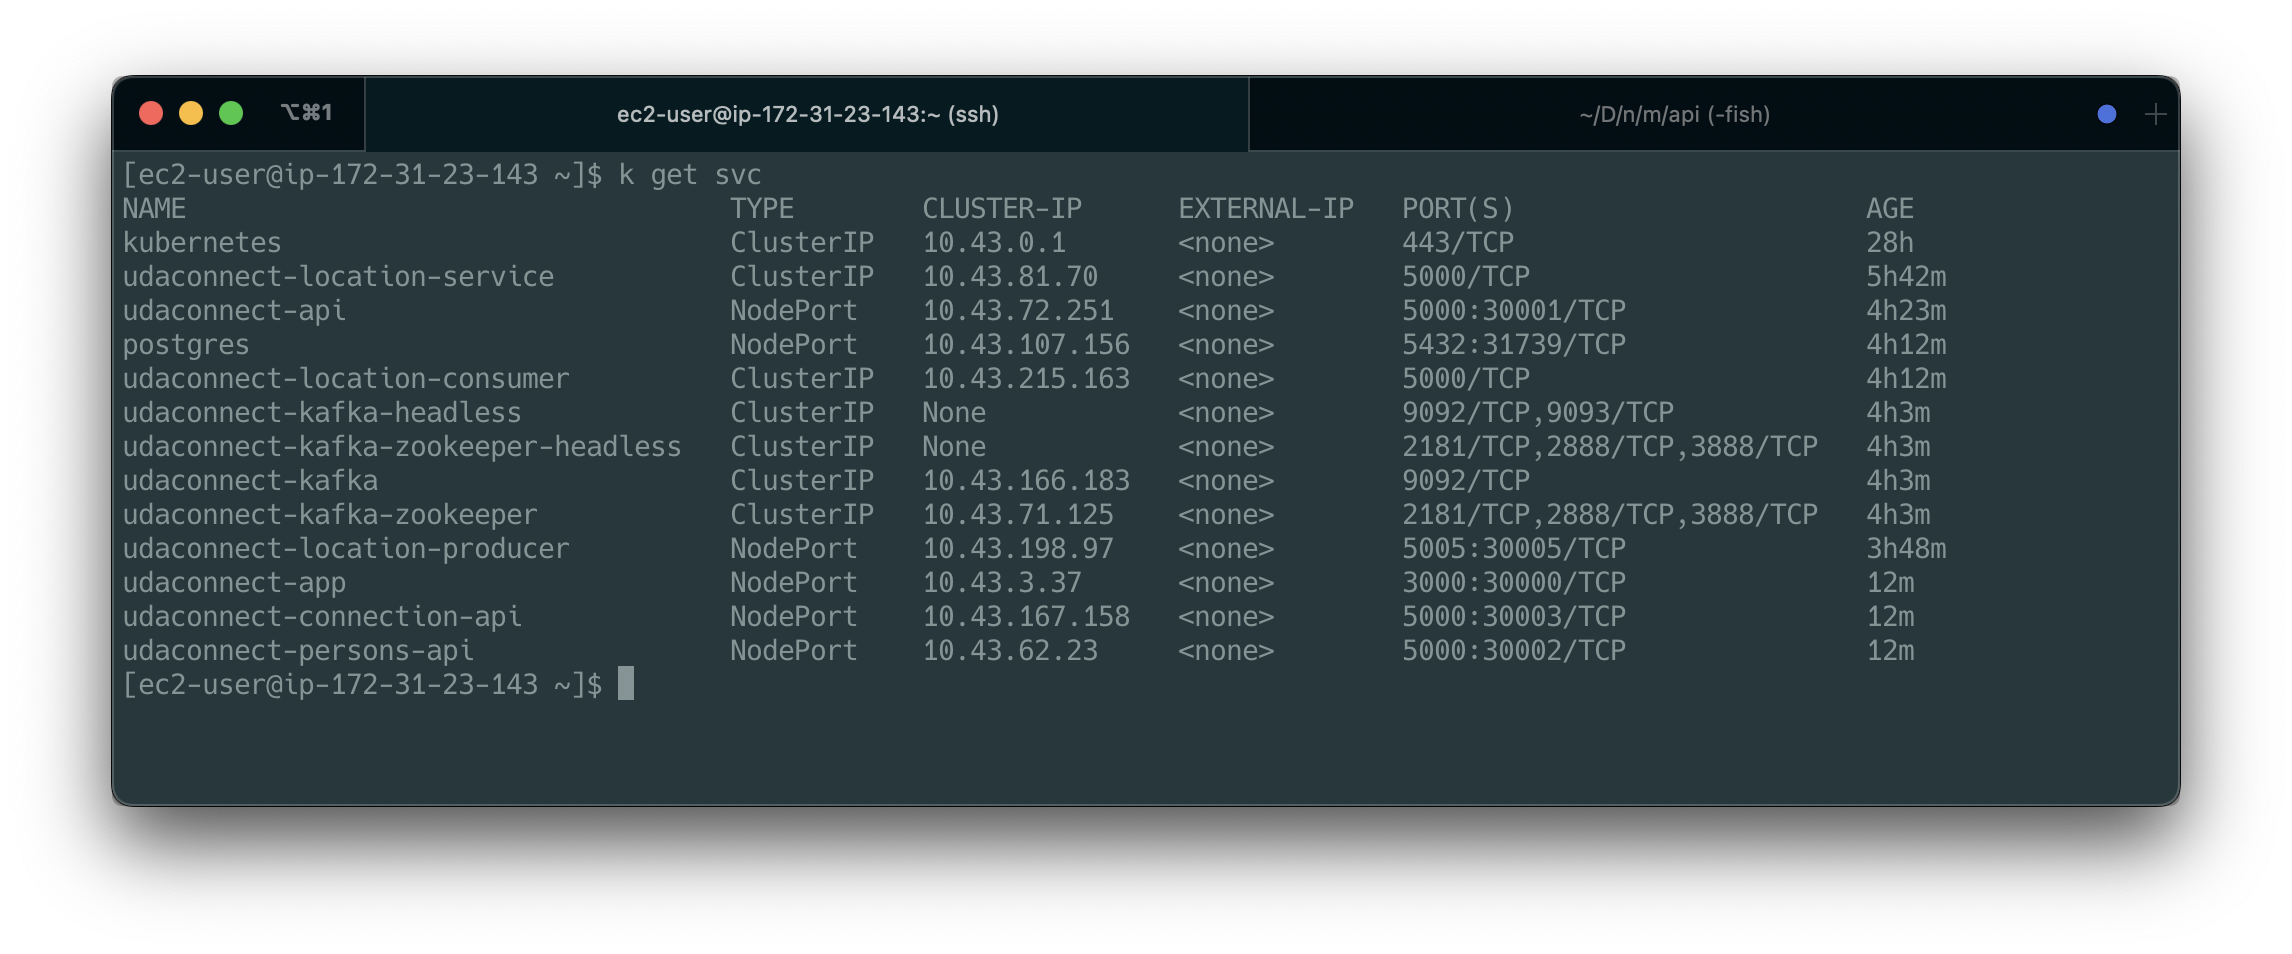 ⌥⌘1 ec2-user@ip-172-31-23-143:~ (ssh) ~/D/n/m/api (-fish) +
[ec2-user@ip-172-31-23-143 ~]$ k get svc
NAME TYPE CLUSTER-IP EXTERNAL-IP PORT(S) AGE
kubernetes ClusterIP 10.43.0.1 <none> 443/TCP 28h
udaconnect-location-service ClusterIP 10.43.81.70 <none> 5000/TCP 5h42m
udaconnect-api NodePort 10.43.72.251 <none> 5000:30001/TCP 4h23m
postgres NodePort 10.43.107.156 <none> 5432:31739/TCP 4h12m
udaconnect-location-consumer ClusterIP 10.43.215.163 <none> 5000/TCP 4h12m
udaconnect-kafka-headless ClusterIP None <none> 9092/TCP,9093/TCP 4h3m
udaconnect-kafka-zookeeper-headless ClusterIP None <none> 2181/TCP,2888/TCP,3888/TCP 4h3m
udaconnect-kafka ClusterIP 10.43.166.183 <none> 9092/TCP 4h3m
udaconnect-kafka-zookeeper ClusterIP 10.43.71.125 <none> 2181/TCP,2888/TCP,3888/TCP 4h3m
udaconnect-location-producer NodePort 10.43.198.97 <none> 5005:30005/TCP 3h48m
udaconnect-app NodePort 10.43.3.37 <none> 3000:30000/TCP 12m
udaconnect-connection-api NodePort 10.43.167.158 <none> 5000:30003/TCP 12m
udaconnect-persons-api NodePort 10.43.62.23 <none> 5000:30002/TCP 12m
[ec2-user@ip-172-31-23-143 ~]$